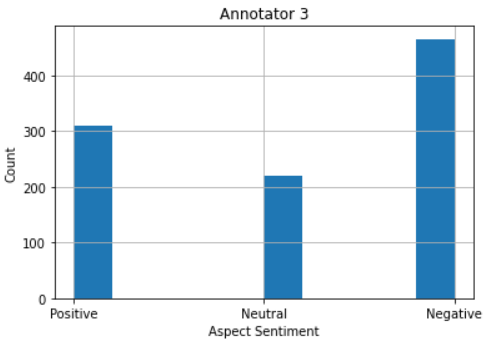 Annotator 3
400
300
200
100
0
Count
Positive Neutral Negative
Aspect Sentiment